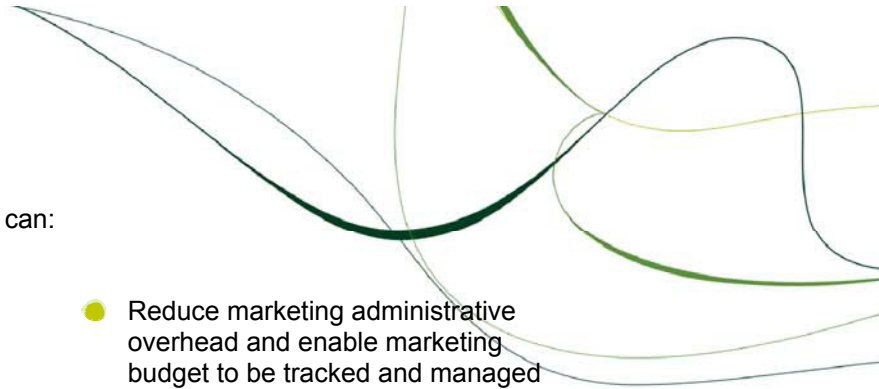 can:
Reduce marketing administrative
overhead and enable marketing
budget to be tracked and managed